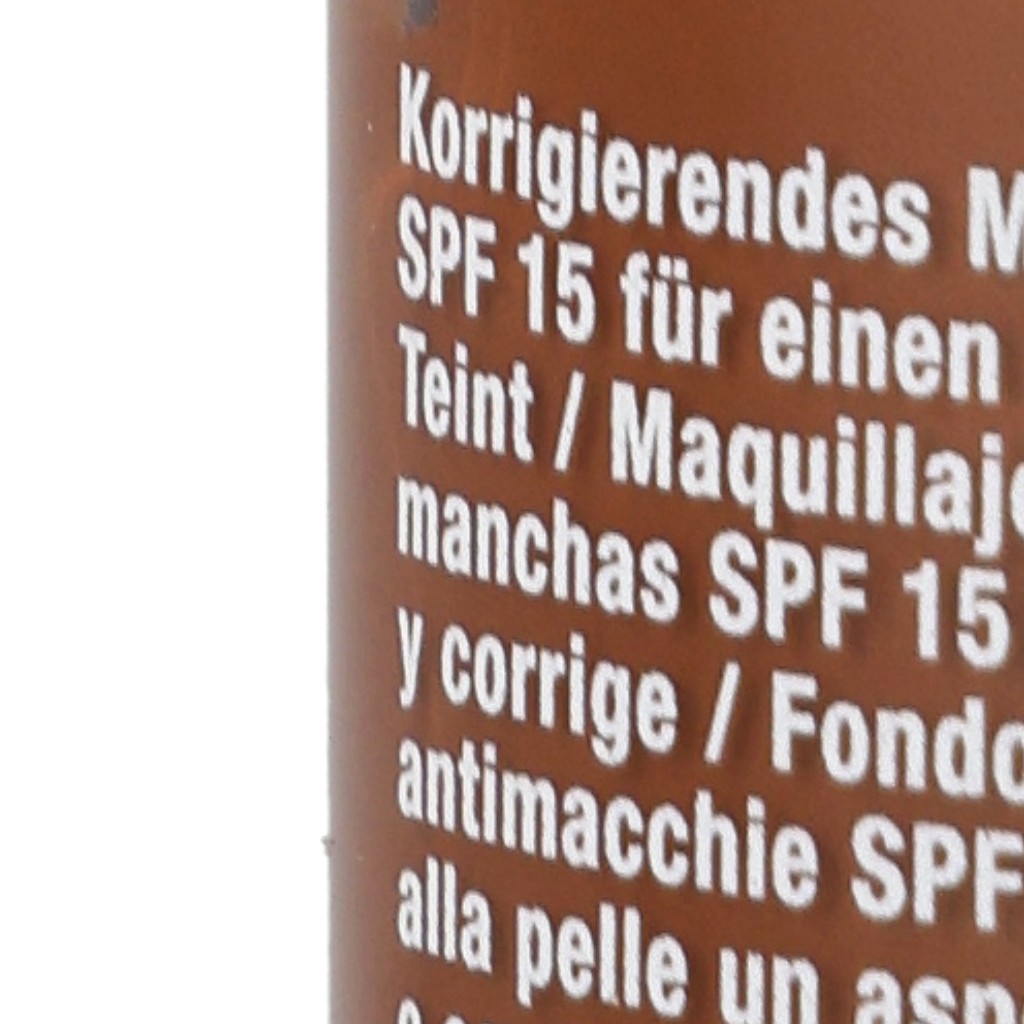 Korrigierendes
SPF 15 für einen
Teint / Maquillaje
manchas SPF 15
y corrige / Fondo
antimacchie SPF
alla pelle un